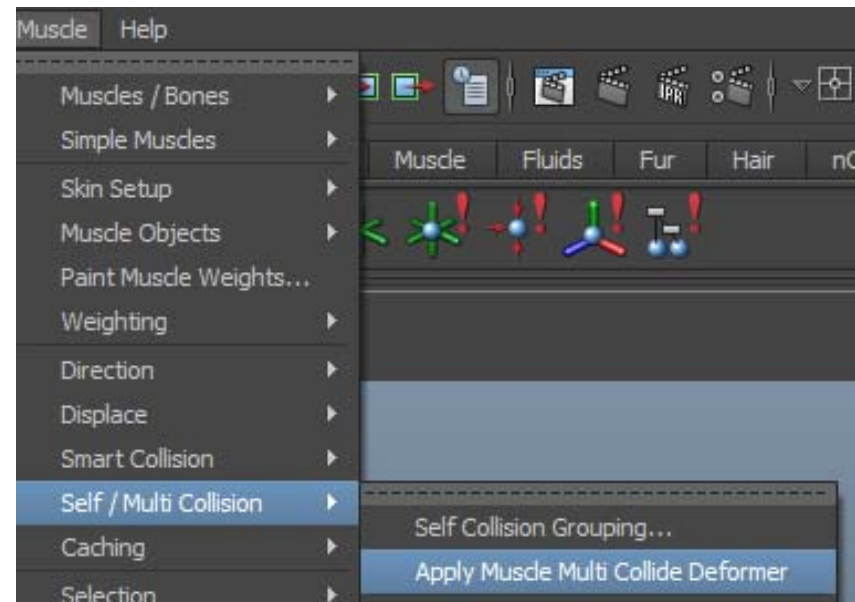 Muscle Help
Muscles / Bones
Simple Muscles
IPR
Muscle Fluids Fur Hair
Skin Setup
Muscle Objects
Paint Muscle Weights...
Weighting
Direction
Displace
Smart Collision
Self / Multi Collision
Self Collision Grouping...
Caching
Apply Muscle Multi Collide Deformer
Selection